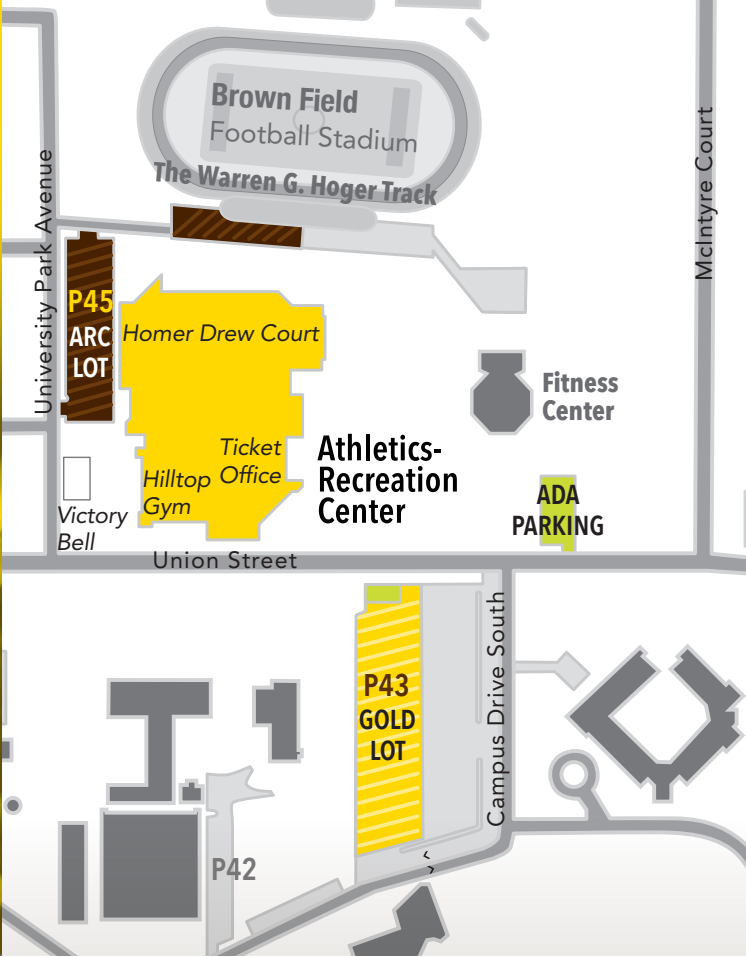 Brown Field
Football Stadium
The Warren G. Hoger Track
University Park Avenue
McIntyre Court
P45
ARC
LOT
Homer Drew Court
Fitness
Center
Ticket
Office
Athletics-
Recreation
Center
Hilltop
Gym
ADA
PARKING
Victory
Bell
Union Street
Campus Drive South
P43
GOLD
LOT
P42